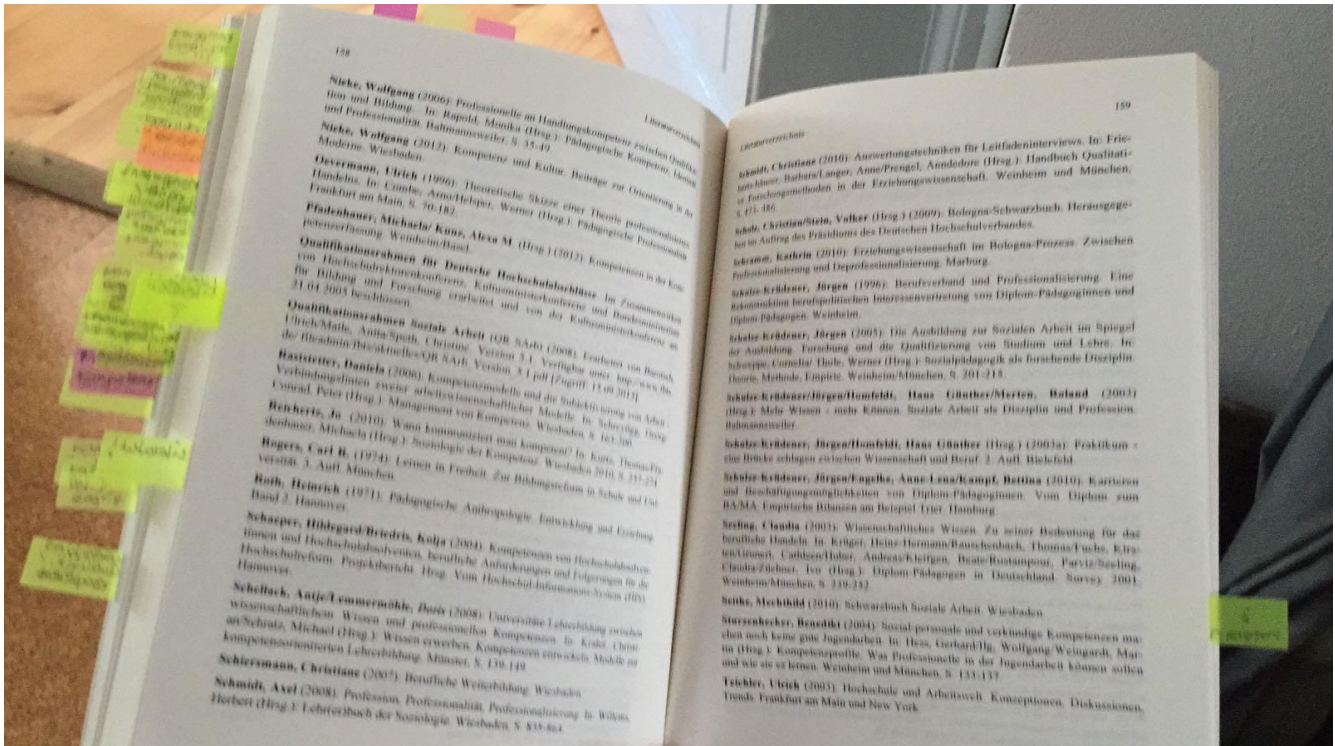 158
Literaturverzeichnis
Nieke, Wolfgang (2006): Professionelle an Handlungskompetenz zwischen Qualifika-
tion und Bildung. In: Rapold, Monika (Hrsg.): Pädagogische Kompetenz, Identität
und Professionalität. Baltmannsweiler, S. 35-49.
Nieke, Wolfgang (2012): Kompetenz und Kultur. Beiträge zur Orientierung in der
Moderne. Wiesbaden.
Oevermann, Ulrich (1996): Theoretische Skizze einer Theorie professionalisierten
Handelns. In: Combe, Arno/Helsper, Werner (Hrsg.): Pädagogische Professionalität.
Frankfurt am Main, S. 70-182.
Pfadenhauer, Michaela/ Kunz, Alexa M. (Hrsg.) (2012): Kompetenzen in der Kom-
petenzerfassung. Weinheim/Basel.
Qualifikationsrahmen für Deutsche Hochschulabschlüsse. Im Zusammenwirken
von Hochschulrektorenkonferenz, Kultusministerkonferenz und Bundesministerium
für Bildung und Forschung erarbeitet und von der Kultusministerkonferenz am
21.04.2005 beschlossen.
Qualifikationsrahmen Soziale Arbeit (QR SArb) (2008). Erarbeitet von Bartosch,
Ulrich/Maile, Anita/Speth, Christine. Version 5.1. Verfügbar unter:
Version 5.1.pdf [Zugriff: 15.08.2013]
Rastetter, Daniela (2006): Kompetenzmodelle und die Subjektivierung von Arbeit.
Verbindungslinien zweier arbeitswissenschaftlicher Modelle. In: Schreyögg, Georg/
Conrad, Peter (Hrsg.): Management von Kompetenz. Wiesbaden, S. 163-200.
Reichertz, Jo (2010): Wann kommuniziert man kompetent? In: Kurtz, Thomas/Pfa-
denhauer, Michaela (Hrsg.): Soziologie der Kompetenz. Wiesbaden 2010, S. 237-274.
Rogers, Carl R. (1974): Lernen in Freiheit. Zur Bildungsreform in Schule und Uni-
versität. 3. Aufl. München.
Roth, Heinrich (1971): Pädagogische Anthropologie. Entwicklung und Erziehung.
Band 2. Hannover.
Schaeper, Hildegard/Briedis, Kolja (2004): Kompetenzen von Hochschulabsolven-
tinnen und Hochschulabsolventen, berufliche Anforderungen und Folgerungen für die
Hochschulreform. Projektbericht. Hrsg. Vom Hochschul-Informations-System (HIS).
Hannover.
Schellack, Antje/Lemmermöhle, Doris (2008): Universitäre Lehrerbildung zwischen
wissenschaftlichem Wissen und professionellen Kompetenzen. In: Kraler, Christi-
an/Schratz, Michael (Hrsg.): Wissen erwerben, Kompetenzen entwickeln. Modelle zur
kompetenzorientierten Lehrerbildung. Münster, S. 139-149.
Schiersmann, Christiane (2007): Berufliche Weiterbildung. Wiesbaden.
Schmidt, Axel (2008): Profession, Professionalität, Professionalisierung. In: Willems,
Herbert (Hrsg.): Lehr(er)buch der Soziologie. Wiesbaden, S. 835-864.
159
Literaturverzeichnis
Schmidt, Christiane (2010): Auswertungstechniken für Leitfadeninterviews. In: Frie-
bertshäuser, Barbara/Langer, Anne/Prengel, Anndedore (Hrsg.): Handbuch Qualitati-
ve Forschungsmethoden in der Erziehungswissenschaft. Weinheim und München,
S. 473-486.
Scholz, Christian/Stein, Volker (Hrsg.) (2009): Bologna-Schwarzbuch. Herausgege-
ben im Auftrag des Präsidiums des Deutschen Hochschulverbandes.
Schramm, Kathrin (2010): Erziehungswissenschaft im Bologna-Prozess. Zwischen
Professionalisierung und Deprofessionalisierung. Marburg.
Schulze-Krüdener, Jörgen (1996): Berufsverband und Professionalisierung. Eine
Rekonstruktion berufspolitischen Interessenvertretung von Diplom-Pädagoginnen und
Diplom-Pädagogen. Weinheim.
Schulze-Krüdener, Jörgen (2005): Die Ausbildung zur Sozialen Arbeit im Spiegel
der Ausbildung. Forschung und die Qualifizierung von Studium und Lehre. In:
Schweppe, Cornelia/ Thole, Werner (Hrsg.): Sozialpädagogik als forschende Disziplin.
Theorie, Methode, Empirie. Weinheim/München, S. 201-215.
Schulze-Krüdener/Jörgen/Homfeldt, Hans Günther/Merten, Roland (2003)
(Hrsg.): Mehr Wissen - mehr Können. Soziale Arbeit als Disziplin und Profession.
Baltmannsweiler.
Schulze-Krüdener, Jörgen/Homfeldt, Hans Günther (Hrsg.) (2003a): Praktikum -
eine Brücke schlagen zwischen Wissenschaft und Beruf. 2. Aufl. Bielefeld.
Schulze-Krüdener, Jörgen/Engelke, Anne-Lena/Kampf, Bettina (2010): Karrieren
und Beschäftigungmöglichkeiten von Diplom-Pädagoginnen. Vom Diplom zum
BA/MA. Empirische Bilanzen am Beispiel Trier. Hamburg.
Seeling, Claudia (2003): Wissenschaftliches Wissen. Zu seiner Bedeutung für das
berufliche Handeln. In: Krüger, Heinz-Hermann/Rauschenbach, Thomas/Fuchs, Kirs-
ten/Grunert, Cathleen/Huber, Andreas/Kleifgen, Beate/Rostampour, Parviz/Seeling,
Claudia/Züchner, Ivo (Hrsg.): Diplom-Pädagogen in Deutschland. Survey 2001.
Weinheim/München, S. 239-252.
Seithe, Mechthild (2010): Schwarzbuch Soziale Arbeit. Wiesbaden.
Sturzenhecker, Benedikt (2004): Sozial-personale und verkündige Kompetenzen ma-
chen noch keine gute Jugendarbeit. In: Hess, Gerhard/Ilg, Wolfgang/Weingardt, Mar-
tin (Hrsg.): Kompetenzprofile. Was Professionelle in der Jugendarbeit können sollen
und wie sie es lernen. Weinheim und München, S. 133-137.
Teichler, Ulrich (2003): Hochschule und Arbeitswelt. Konzeptionen, Diskussionen,
Trends. Frankfurt am Main und New York.